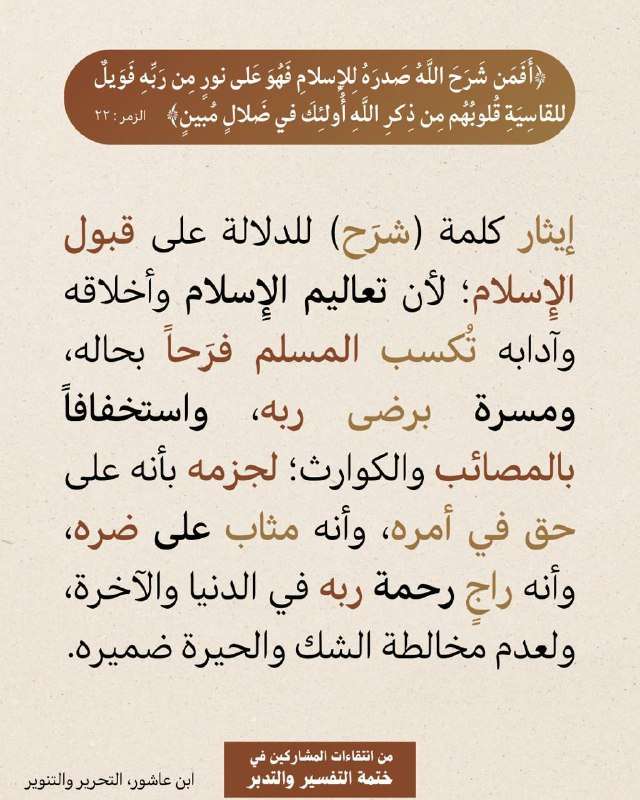 ﴿أَفَمَن شَرَحَ اللَّهُ صَدرَهُ لِلإِسلامِ فَهُوَ عَلى نورٍ مِن رَبِّهِ فَوَيلٌ
للقاسِيَةِ قُلوبُهُم مِن ذِكرِ اللَّهِ أُولئِكَ في ضَلالٍ مُبينٍ﴾ الزمر : ٢٢
إيثار كلمة (شرَح) للدلالة على قبول
الإسلام؛ لأن تعاليم الإسلام وأخلاقه
وآدابه تُكسب المسلم فرَحاً بحاله،
ومسرة برضى ربه، واستخفافاً
بالمصائب والكوارث؛ لجزمه بأنه على
حق في أمره، وأنه مثاب على ضره،
وأنه راجٍ رحمة ربه في الدنيا والآخرة،
ولعدم مخالطة الشك والحيرة ضميره.
من انتقاءات المشاركين في
ختمة التفسير والتدبر
ابن عاشور، التحرير والتنوير